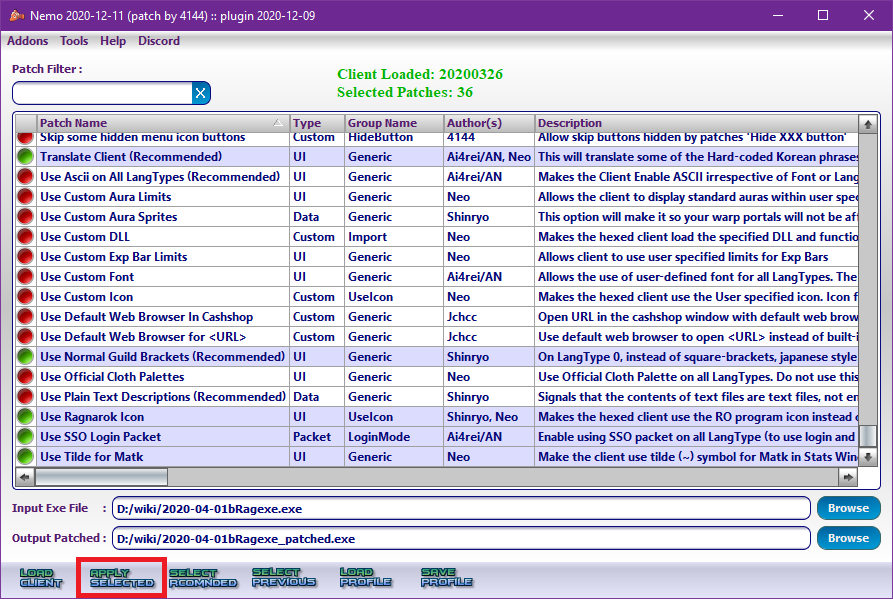 Nemo 2020-12-11 (patch by 4144) :: plugin 2020-12-09
Addons Tools Help Discord
Patch Filter :
Client Loaded: 20200326
Selected Patches: 36
X
Patch Name Type Group Name Author(s) Description
Skip some hidden menu icon buttons Custom HideButton 4144 Allow skip buttons hidden by patches 'Hide XXX button'
Translate Client (Recommended) UI Generic Ai4rei/AN, Neo This will translate some of the Hard-coded Korean phrases
Use Ascii on All LangTypes (Recommended) UI Generic Ai4rei/AN Makes the Client Enable ASCII irrespective of Font or Lang
Use Custom Aura Limits UI Generic Neo Allows the client to display standard auras within user spec
Use Custom Aura Sprites Data Generic Shinryo This option will make it so your warp portals will not be af
Use Custom DLL Custom Import Neo Makes the hexed client load the specified DLL and functio
Use Custom Exp Bar Limits UI Generic Neo Allows client to use user specified limits for Exp Bars
Use Custom Font UI Generic Ai4rei/AN Allows the use of user-defined font for all LangTypes. The
Use Custom Icon Custom UseIcon Neo Makes the hexed client use the User specified icon. Icon f
Use Default Web Browser In Cashshop Custom Generic Jchcc Open URL in the cashshop window with default web brow
Use Default Web Browser for <URL> Custom Generic Jchcc Use default web browser to open <URL> instead of built-i
Use Normal Guild Brackets (Recommended) UI Generic Shinryo On LangType 0, instead of square-brackets, japanese style
Use Official Cloth Palettes UI Generic Neo Use Official Cloth Palette on all LangTypes. Do not use this
Use Plain Text Descriptions (Recommended) Data Generic Shinryo Signals that the contents of text files are text files, not en
Use Ragnarok Icon UI UseIcon Shinryo, Neo Makes the hexed client use the RO program icon instead o
Use SSO Login Packet Packet LoginMode Ai4rei/AN Enable using SSO packet on all LangType (to use login and
Use Tilde for Matk UI Generic Neo Make the client use tilde (~) symbol for Matk in Stats Win
Input Exe File : D:/wiki/2020-04-01bRagexe.exe Browse
Output Patched : D:/wiki/2020-04-01bRagexe_patched.exe Browse
LOAD CLIENT APPLY SELECTED SELECT RECOMNDED SELECT PREVIOUS LOAD PROFILE SAVE PROFILE